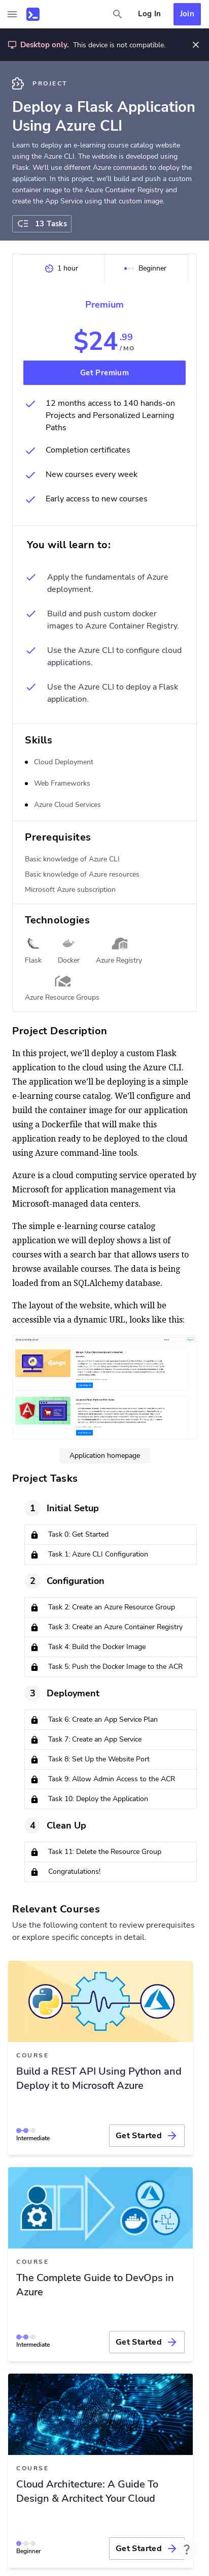 Log In
Join
Desktop only. This device is not compatible.
PROJECT
Deploy a Flask Application
Using Azure CLI
Learn to deploy an e-learning course catalog website
using the Azure CLI. The website is developed using
Flask. We'll use different Azure commands to deploy the
application. In this project, we'll build and push a custom
container image to the Azure Container Registry and
create the App Service using that custom image.
13 Tasks
1 hour
Beginner
Premium
$24.99
/MO
Get Premium
12 months access to 140 hands-on
Projects and Personalized Learning
Paths
Completion certificates
New courses every week
Early access to new courses
You will learn to:
Apply the fundamentals of Azure
deployment.
Build and push custom docker
images to Azure Container Registry.
Use the Azure CLI to configure cloud
applications.
Use the Azure CLI to deploy a Flask
application.
Skills
Cloud Deployment
Web Frameworks
Azure Cloud Services
Prerequisites
Basic knowledge of Azure CLI
Basic knowledge of Azure resources
Microsoft Azure subscription
Technologies
Flask
Docker
Azure Registry
Azure Resource Groups
Project Description
In this project, we'll deploy a custom Flask
application to the cloud using the Azure CLI.
The application we'll be deploying is a simple
e-learning course catalog. We'll configure and
build the container image for our application
using a Dockerfile that will make this
application ready to be deployed to the cloud
using Azure command-line tools.
Azure is a cloud computing service operated by
Microsoft for application management via
Microsoft-managed data centers.
The simple e-learning course catalog
application we will deploy shows a list of
courses with a search bar that allows users to
browse available courses. The data is being
loaded from an SQLAlchemy database.
The layout of the website, which will be
accessible via a dynamic URL, looks like this:
django
Application homepage
Project Tasks
1 Initial Setup
Task 0: Get Started
Task 1: Azure CLI Configuration
2 Configuration
Task 2: Create an Azure Resource Group
Task 3: Create an Azure Container Registry
Task 4: Build the Docker Image
Task 5: Push the Docker Image to the ACR
3 Deployment
Task 6: Create an App Service Plan
Task 7: Create an App Service
Task 8: Set Up the Website Port
Task 9: Allow Admin Access to the ACR
Task 10: Deploy the Application
4 Clean Up
Task 11: Delete the Resource Group
Congratulations!
Relevant Courses
Use the following content to review prerequisites
or explore specific concepts in detail.
COURSE
Build a REST API Using Python and
Deploy it to Microsoft Azure
Intermediate
Get Started
COURSE
The Complete Guide to DevOps in
Azure
Intermediate
Get Started
COURSE
Cloud Architecture: A Guide To
Design & Architect Your Cloud
Beginner
Get Started
?